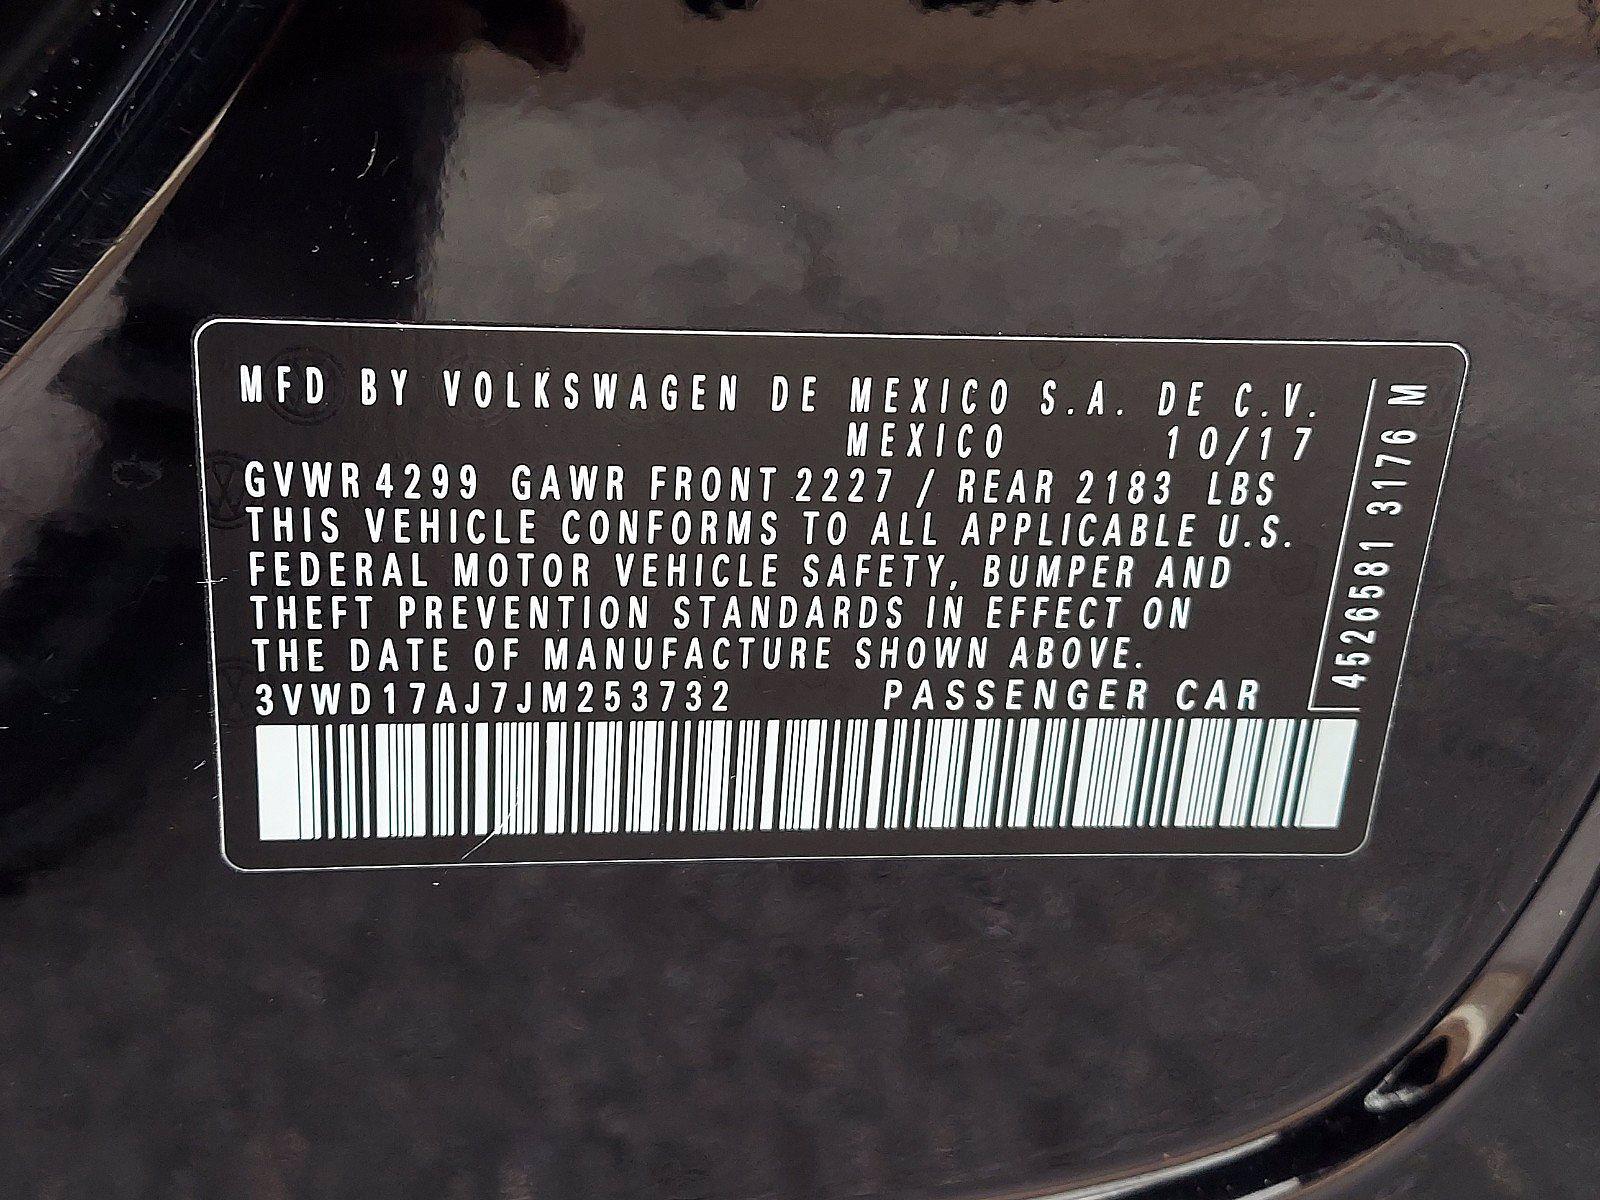 MFD BY VOLKSWAGEN DE MEXICO S.A. DE C.V.
MEXICO 10/17
GVWR 4299 GAWR FRONT 2227 / REAR 2183 LBS
THIS VEHICLE CONFORMS TO ALL APPLICABLE U.S.
FEDERAL MOTOR VEHICLE SAFETY, BUMPER AND
THEFT PREVENTION STANDARDS IN EFFECT ON
THE DATE OF MANUFACTURE SHOWN ABOVE.
3VWD17AJ7JM253732 PASSENGER CAR
4526581 3176 M